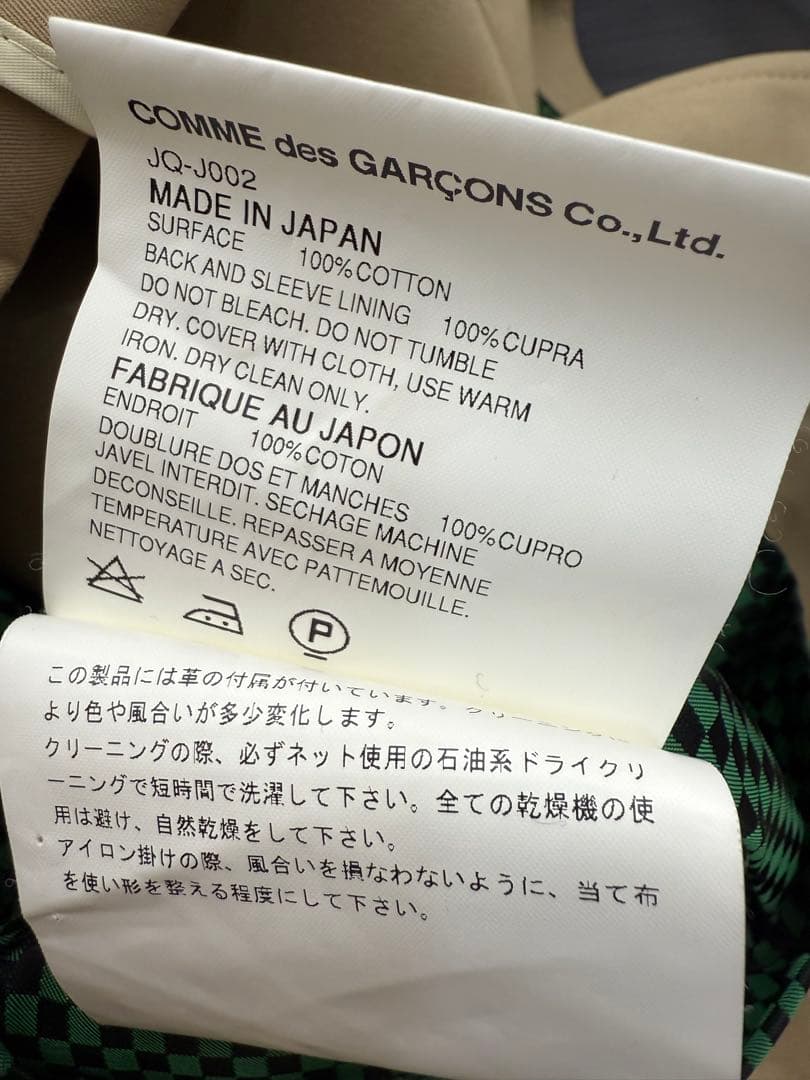 COMME des GARÇONS Co.,Ltd.
JQ-J002
MADE IN JAPAN
SURFACE 100%COTTON
BACK AND SLEEVE LINING 100%CUPRA
DO NOT BLEACH. DO NOT TUMBLE
DRY. COVER WITH CLOTH, USE WARM
IRON. DRY CLEAN ONLY.
FABRIQUE AU JAPON
ENDROIT 100%COTON
DOUBLURE DOS ET MANCHES 100%CUPRO
JAVEL INTERDIT. SECHAGE MACHINE
DECONSEILLE. REPASSER A MOYENNE
TEMPERATURE AVEC PATTEMOUILLE.
NETTOYAGE A SEC.
P
この製品には革の付属が付いています。
より色や風合いが多少変化します。
クリーニングの際、必ずネット使用の石油系ドライクリ
ーニングで短時間で洗濯して下さい。全ての乾燥機の使
用は避け、自然乾燥をして下さい。
アイロン掛けの際、風合いを損なわないように、当て布
を使い形を整える程度にして下さい。